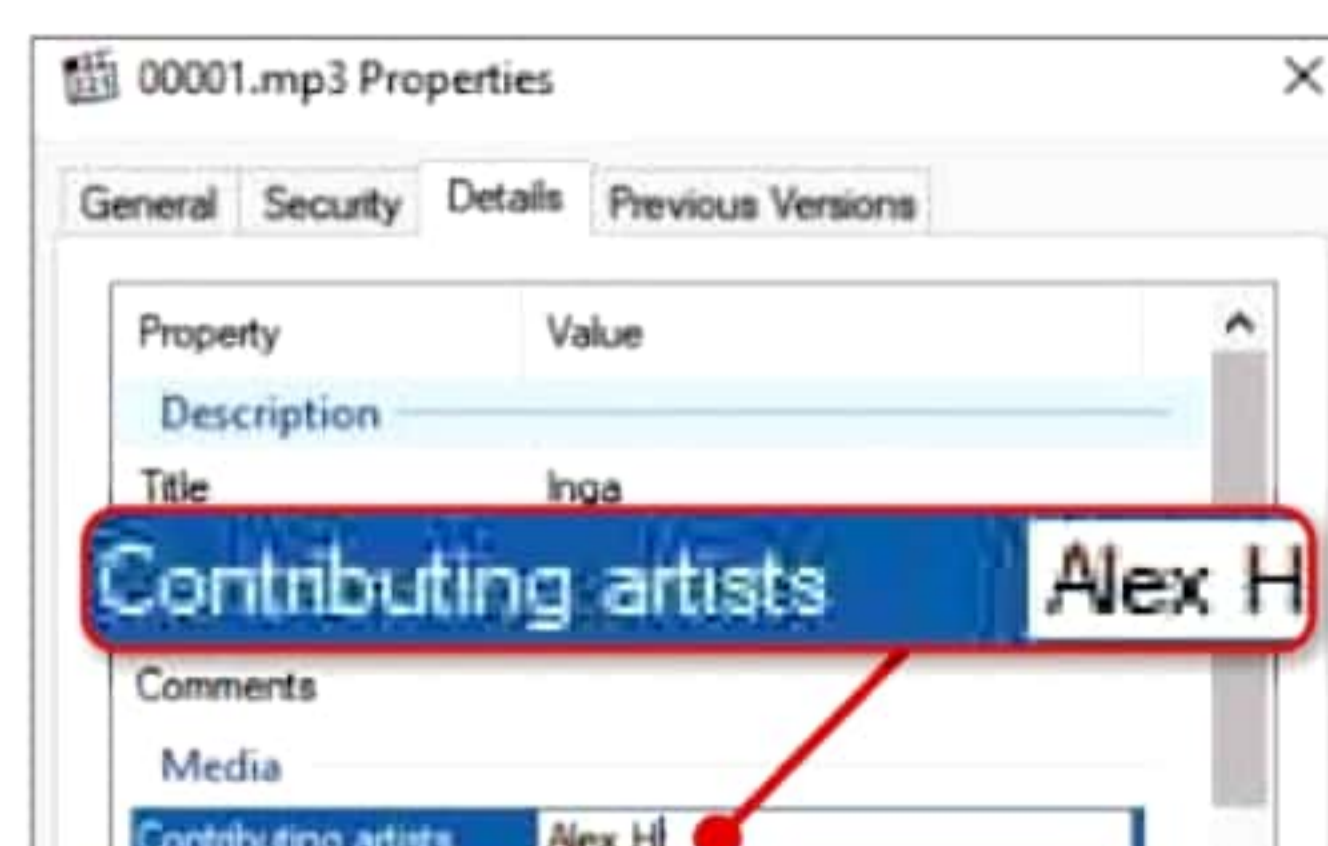 00001.mp3 Properties
General Security Details Previous Versions
Property Value
Description
Title Inga
Contributing artists Alex H
Comments
Media
Contributing artists Alex H